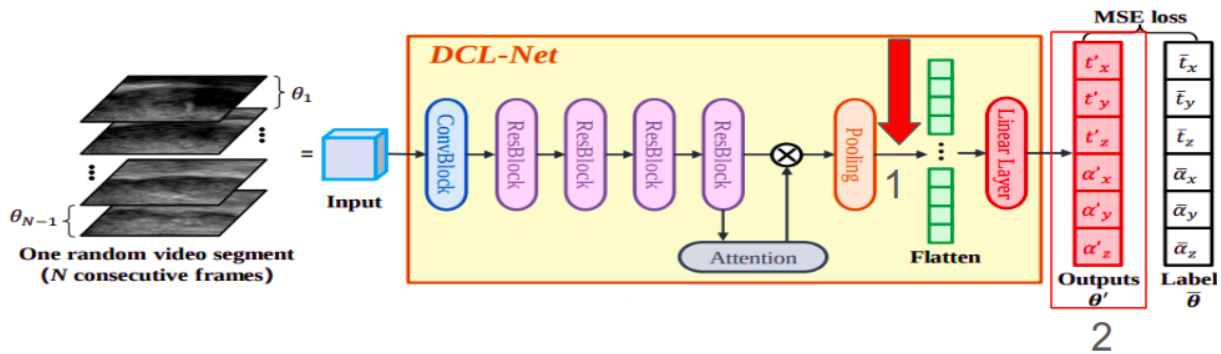 MSE loss
DCL-Net
θ1
θN-1
=
Input
ConvBlock
ResBlock
ResBlock
ResBlock
ResBlock
Attention
Pooling
1
Flatten
Linear Layer
t'x
t'y
t'z
α'x
α'y
α'z
Outputs
θ'
t̄x
t̄y
t̄z
ᾱx
ᾱy
ᾱz
Label
θ̄
One random video segment
(N consecutive frames)
2